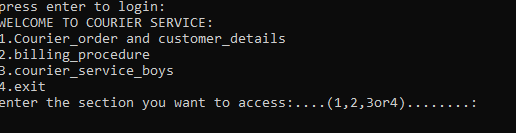 press enter to login:
WELCOME TO COURIER SERVICE:
1.Courier_order and customer_details
2.billing_procedure
3.courier_service_boys
4.exit
enter the section you want to access:....(1,2,3or4)........: